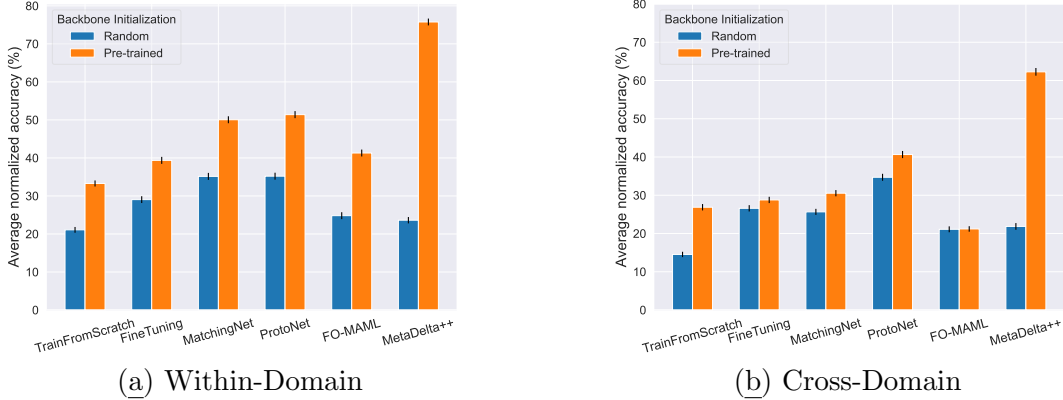 80
70
60
50
40
30
20
10
0
Average normalized accuracy (%)
Backbone Initialization
Random
Pre-trained
TrainFromScratch
FineTuning
MatchingNet
ProtoNet
FO-MAML
MetaDelta++
(a) Within-Domain
80
70
60
50
40
30
20
10
0
Average normalized accuracy (%)
Backbone Initialization
Random
Pre-trained
TrainFromScratch
FineTuning
MatchingNet
ProtoNet
FO-MAML
MetaDelta++
(b) Cross-Domain